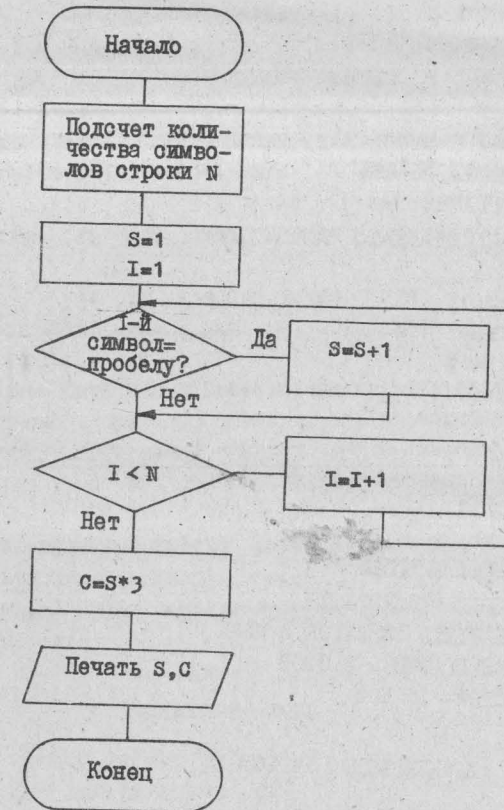 Начало
Подсчет коли-
чества симво-
лов строки N
S=1
I=1
I-й
символ=
пробелу?
Да
S=S+1
Нет
I < N
I=I+1
Нет
C=S*3
Печать S,C
Конец